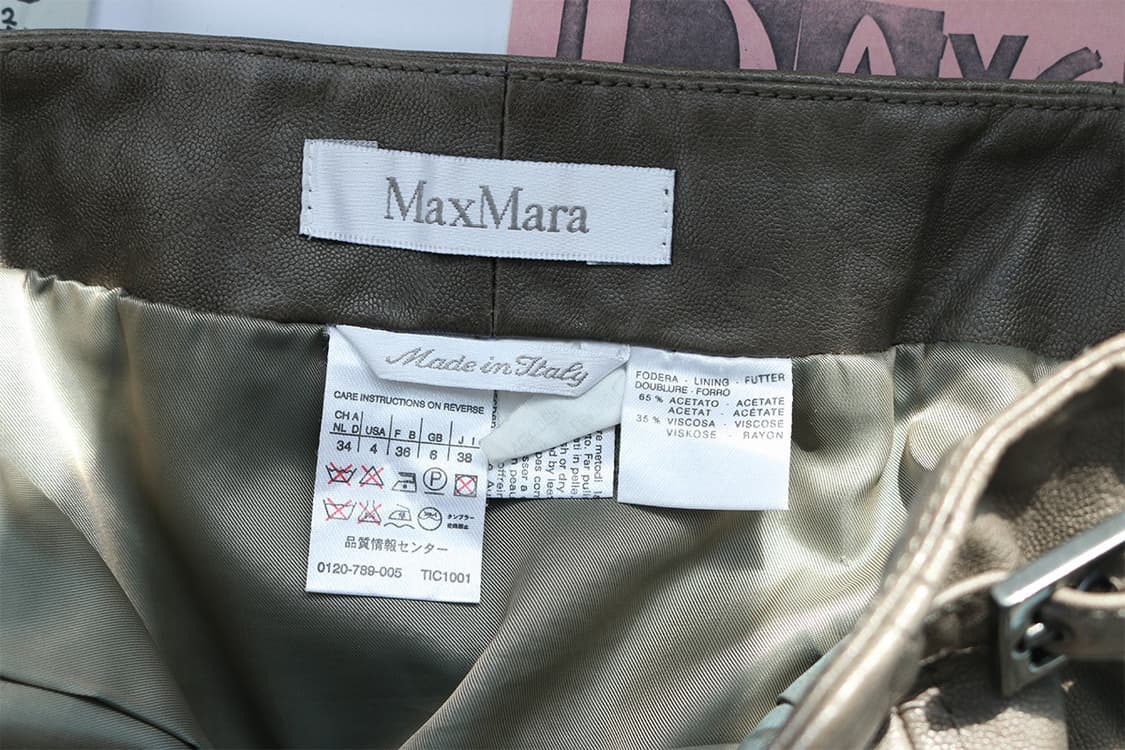 MaxMara
Made in Italy
CARE INSTRUCTIONS ON REVERSE
CH A
NL D USA F B GB J I
34 4 36 6 38
P
品質情報センター
0120-789-005 TIC1001
FODERA - LINING - FUTTER
DOUBLURE - FORRO
65 % ACETATO - ACETATE
ACETAT - ACÉTATE
35 % VISCOSA - VISCOSE
VISKOSE - RAYON